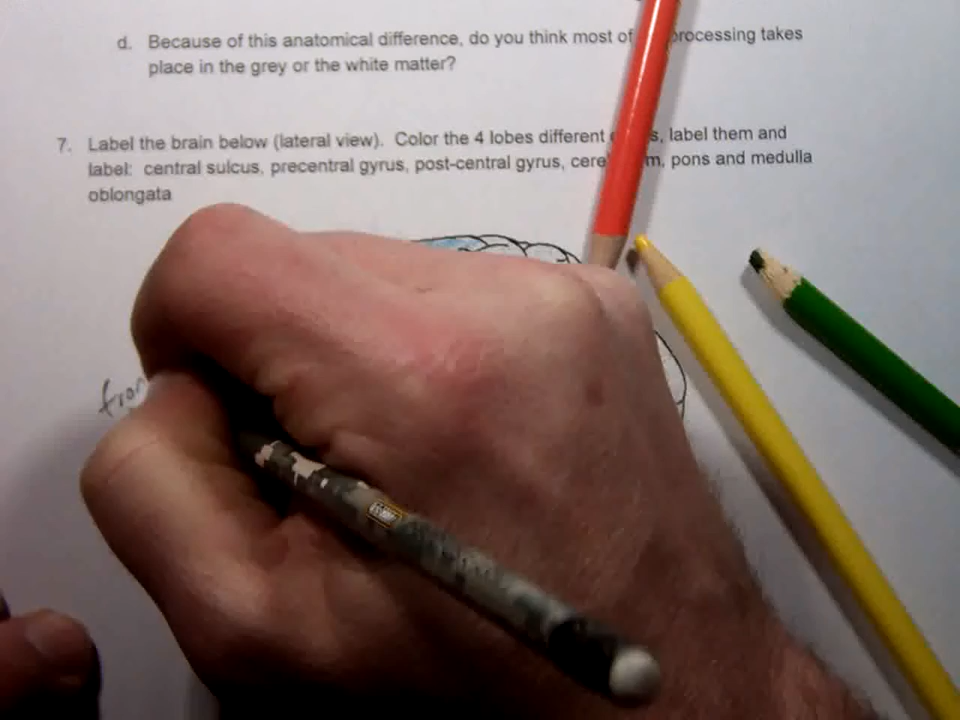 d. Because of this anatomical difference, do you think most of processing takes
place in the grey or the white matter?
7. Label the brain below (lateral view). Color the 4 lobes different s, label them and
label: central sulcus, precentral gyrus, post-central gyrus, cere m, pons and medulla
oblongata
fron